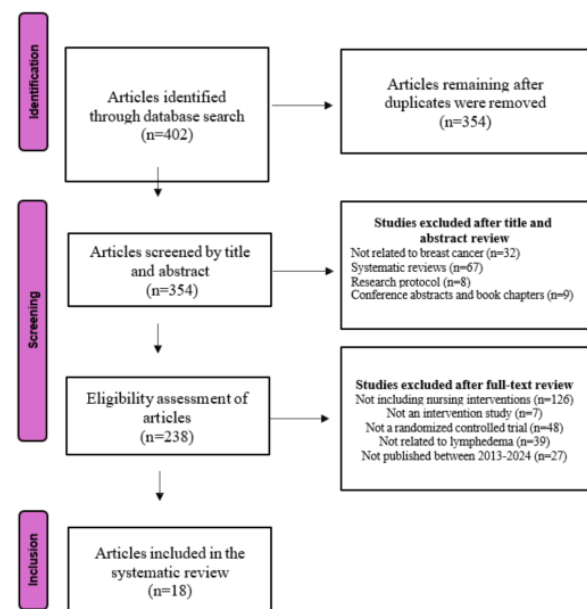 Identification
Articles identified
through database search
(n=402)
Articles remaining after
duplicates were removed
(n=354)
Screening
Articles screened by title
and abstract
(n=354)
Studies excluded after title and
abstract review
Not related to breast cancer (n=32)
Systematic reviews (n=67)
Research protocol (n=8)
Conference abstracts and book chapters (n=9)
Eligibility assessment of
articles
(n=238)
Studies excluded after full-text review
Not including nursing interventions (n=126)
Not an intervention study (n=7)
Not a randomized controlled trial (n=48)
Not related to lymphedema (n=39)
Not published between 2013-2024 (n=27)
Inclusion
Articles included in the
systematic review
(n=18)